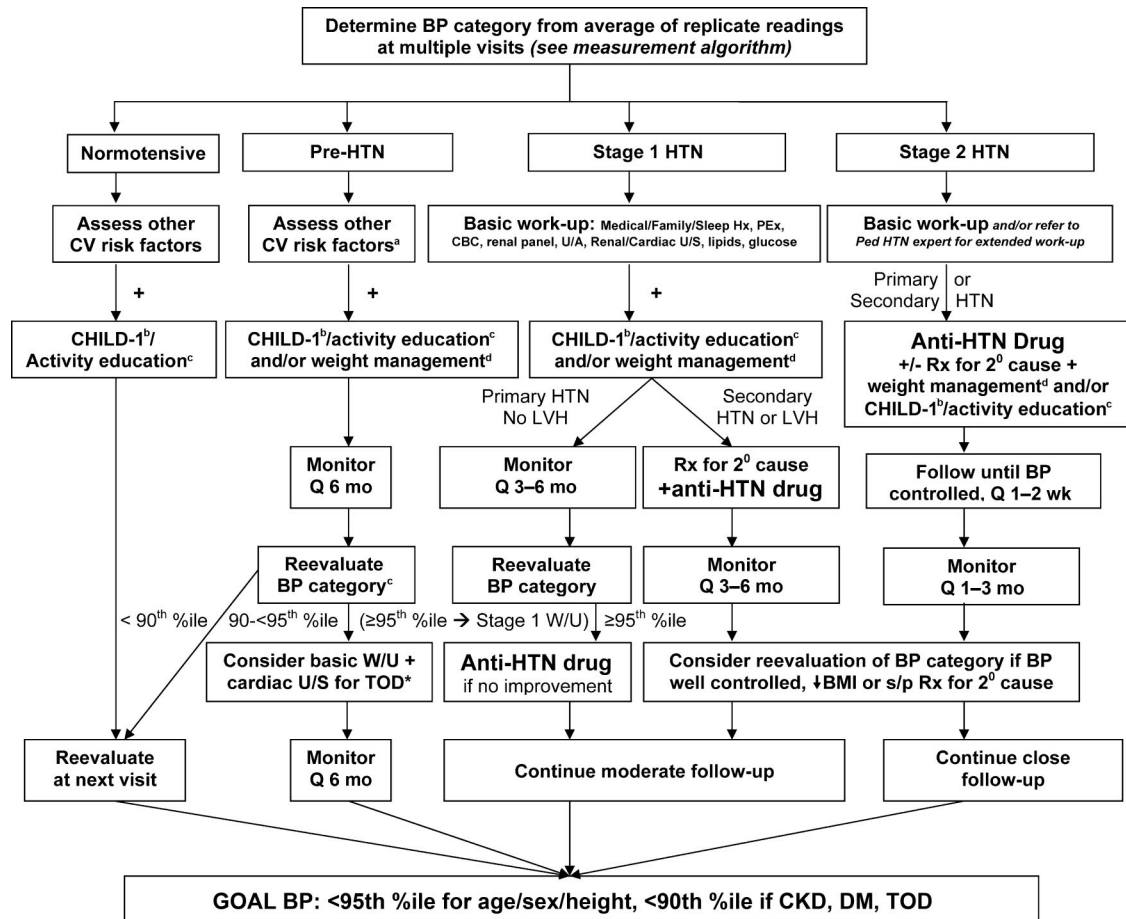 Determine BP category from average of replicate readings
at multiple visits (see measurement algorithm)
Normotensive
Pre-HTN
Stage 1 HTN
Stage 2 HTN
Assess other
CV risk factors
Assess other
CV risk factorsᵃ
Basic work-up: Medical/Family/Sleep Hx, PEx,
CBC, renal panel, U/A, Renal/Cardiac U/S, lipids, glucose
Basic work-up and/or refer to
Ped HTN expert for extended work-up
+
+
+
Primary or
Secondary HTN
CHILD-1ᵇ/
Activity educationᶜ
CHILD-1ᵇ/activity educationᶜ
and/or weight managementᵈ
CHILD-1ᵇ/activity educationᶜ
and/or weight managementᵈ
Anti-HTN Drug
+/- Rx for 2⁰ cause +
weight managementᵈ and/or
CHILD-1ᵇ/activity educationᶜ
Primary HTN
No LVH
Secondary
HTN or LVH
Monitor
Q 6 mo
Monitor
Q 3–6 mo
Rx for 2⁰ cause
+anti-HTN drug
Follow until BP
controlled, Q 1–2 wk
Reevaluate
BP categoryᶜ
Reevaluate
BP category
Monitor
Q 3–6 mo
Monitor
Q 1–3 mo
< 90ᵗʰ %ile
90-<95ᵗʰ %ile
(≥95ᵗʰ %ile → Stage 1 W/U)
≥95ᵗʰ %ile
Consider basic W/U +
cardiac U/S for TOD*
Anti-HTN drug
if no improvement
Consider reevaluation of BP category if BP
well controlled, ↓BMI or s/p Rx for 2⁰ cause
Reevaluate
at next visit
Monitor
Q 6 mo
Continue moderate follow-up
Continue close
follow-up
GOAL BP: <95th %ile for age/sex/height, <90th %ile if CKD, DM, TOD